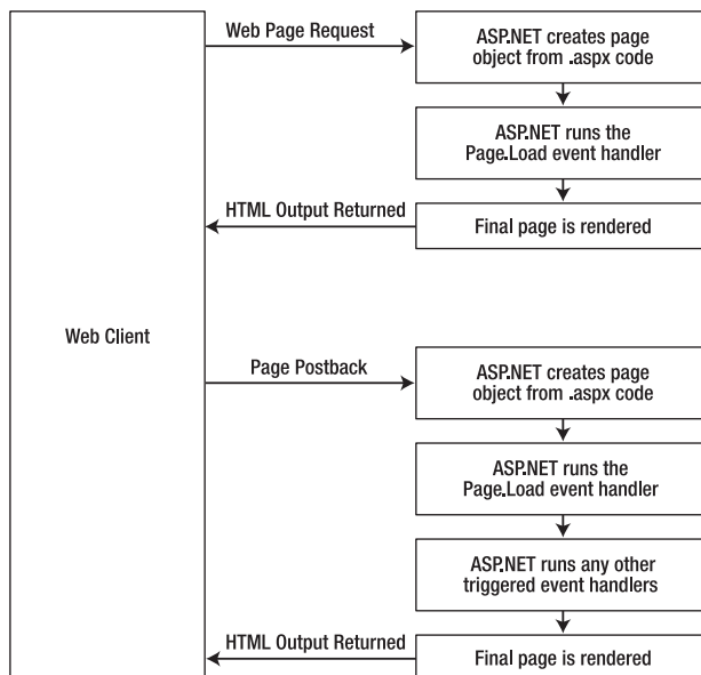 Web Page Request
ASP.NET creates page
object from .aspx code
ASP.NET runs the
Page.Load event handler
HTML Output Returned
Final page is rendered
Web Client
Page Postback
ASP.NET creates page
object from .aspx code
ASP.NET runs the
Page.Load event handler
ASP.NET runs any other
triggered event handlers
HTML Output Returned
Final page is rendered